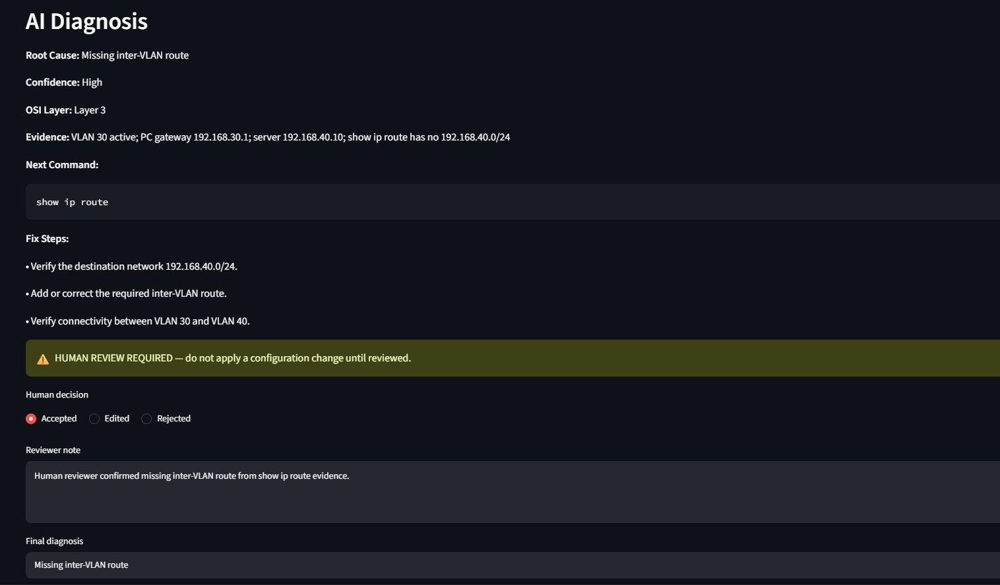 AI Diagnosis
Root Cause: Missing inter-VLAN route
Confidence: High
OSI Layer: Layer 3
Evidence: VLAN 30 active; PC gateway 192.168.30.1; server 192.168.40.10; show ip route has no 192.168.40.0/24
Next Command:
show ip route
Fix Steps:
• Verify the destination network 192.168.40.0/24.
• Add or correct the required inter-VLAN route.
• Verify connectivity between VLAN 30 and VLAN 40.
HUMAN REVIEW REQUIRED — do not apply a configuration change until reviewed.
Human decision
Accepted Edited Rejected
Reviewer note
Human reviewer confirmed missing inter-VLAN route from show ip route evidence.
Final diagnosis
Missing inter-VLAN route